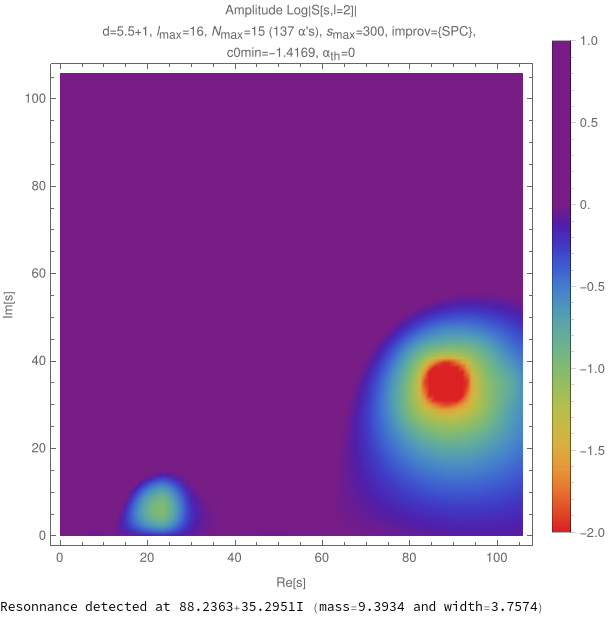 Amplitude Log|S[s,l=2]|
d=5.5+1, lmax=16, Nmax=15 (137 α's), smax=300, improv={SPC},
c0min=−1.4169, αth=0
1.0
0.5
0.
−0.5
−1.0
−1.5
−2.0
100
80
60
40
20
0
Im[s]
0 20 40 60 80 100
Re[s]
Resonnance detected at 88.2363+35.2951I (mass=9.3934 and width=3.7574)